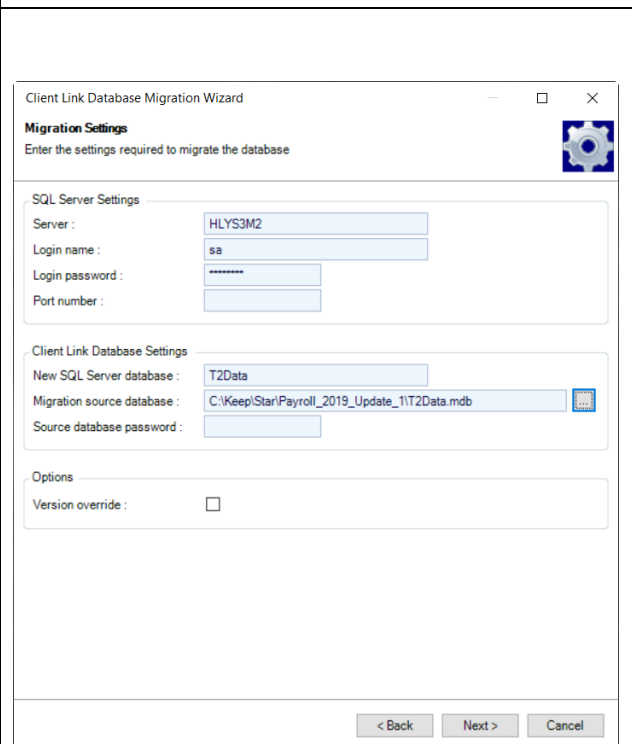 Client Link Database Migration Wizard
Migration Settings
Enter the settings required to migrate the database
SQL Server Settings
Server : HLYS3M2
Login name : sa
Login password : ********
Port number :
Client Link Database Settings
New SQL Server database : T2Data
Migration source database : C:\Keep\Star\Payroll_2019_Update_1\T2Data.mdb ...
Source database password :
Options
Version override :
< Back Next > Cancel